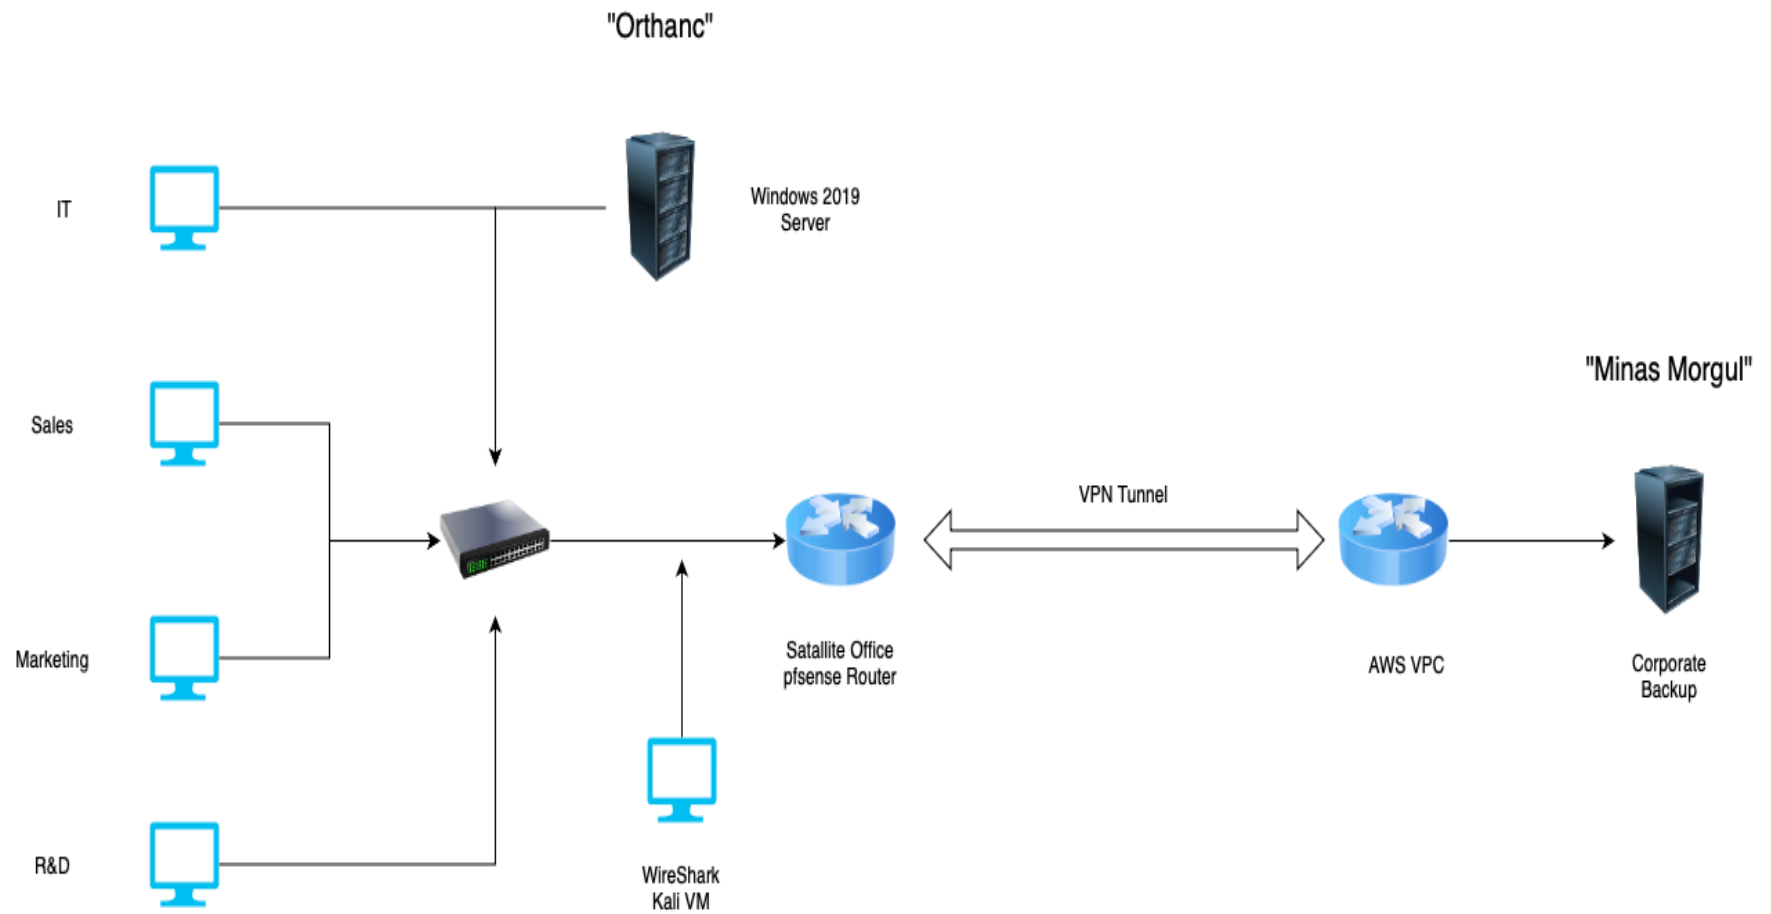 "Orthanc"
IT
Windows 2019
Server
"Minas Morgul"
Sales
VPN Tunnel
Marketing
Satallite Office
pfsense Router
AWS VPC
Corporate
Backup
R&D
WireShark
Kali VM